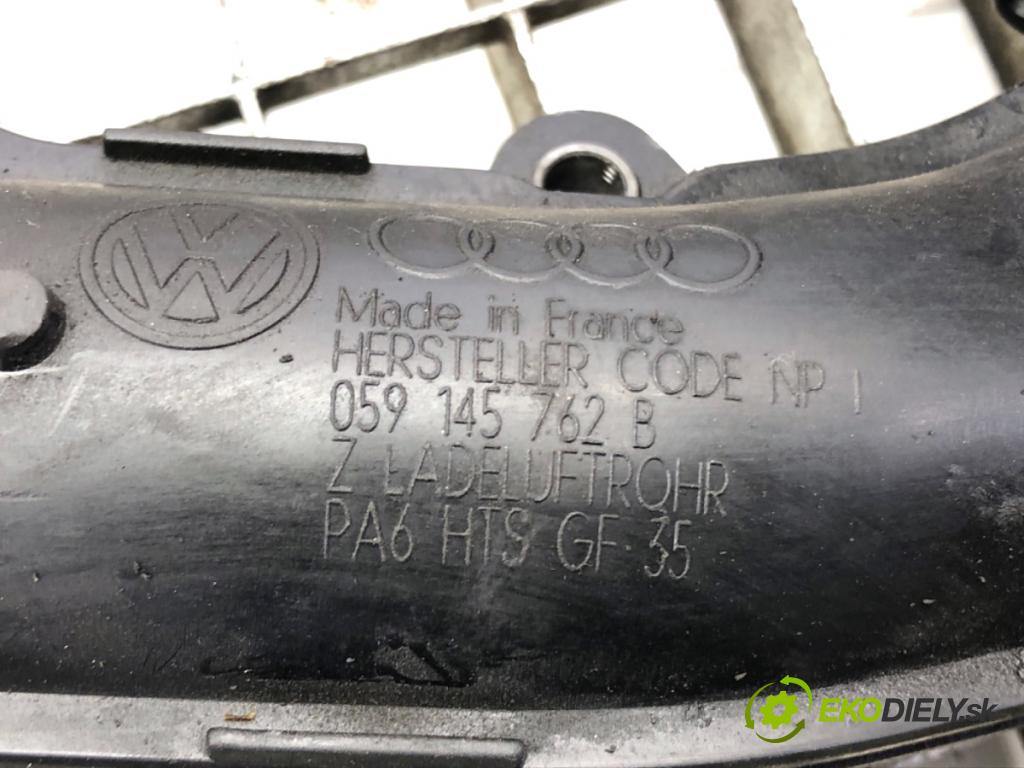 Made in France
HERSTELLER CODE NP I
059 145 762 B
Z LADELUFTROHR
PA6 HTS GF 35
EKODIELY.sk